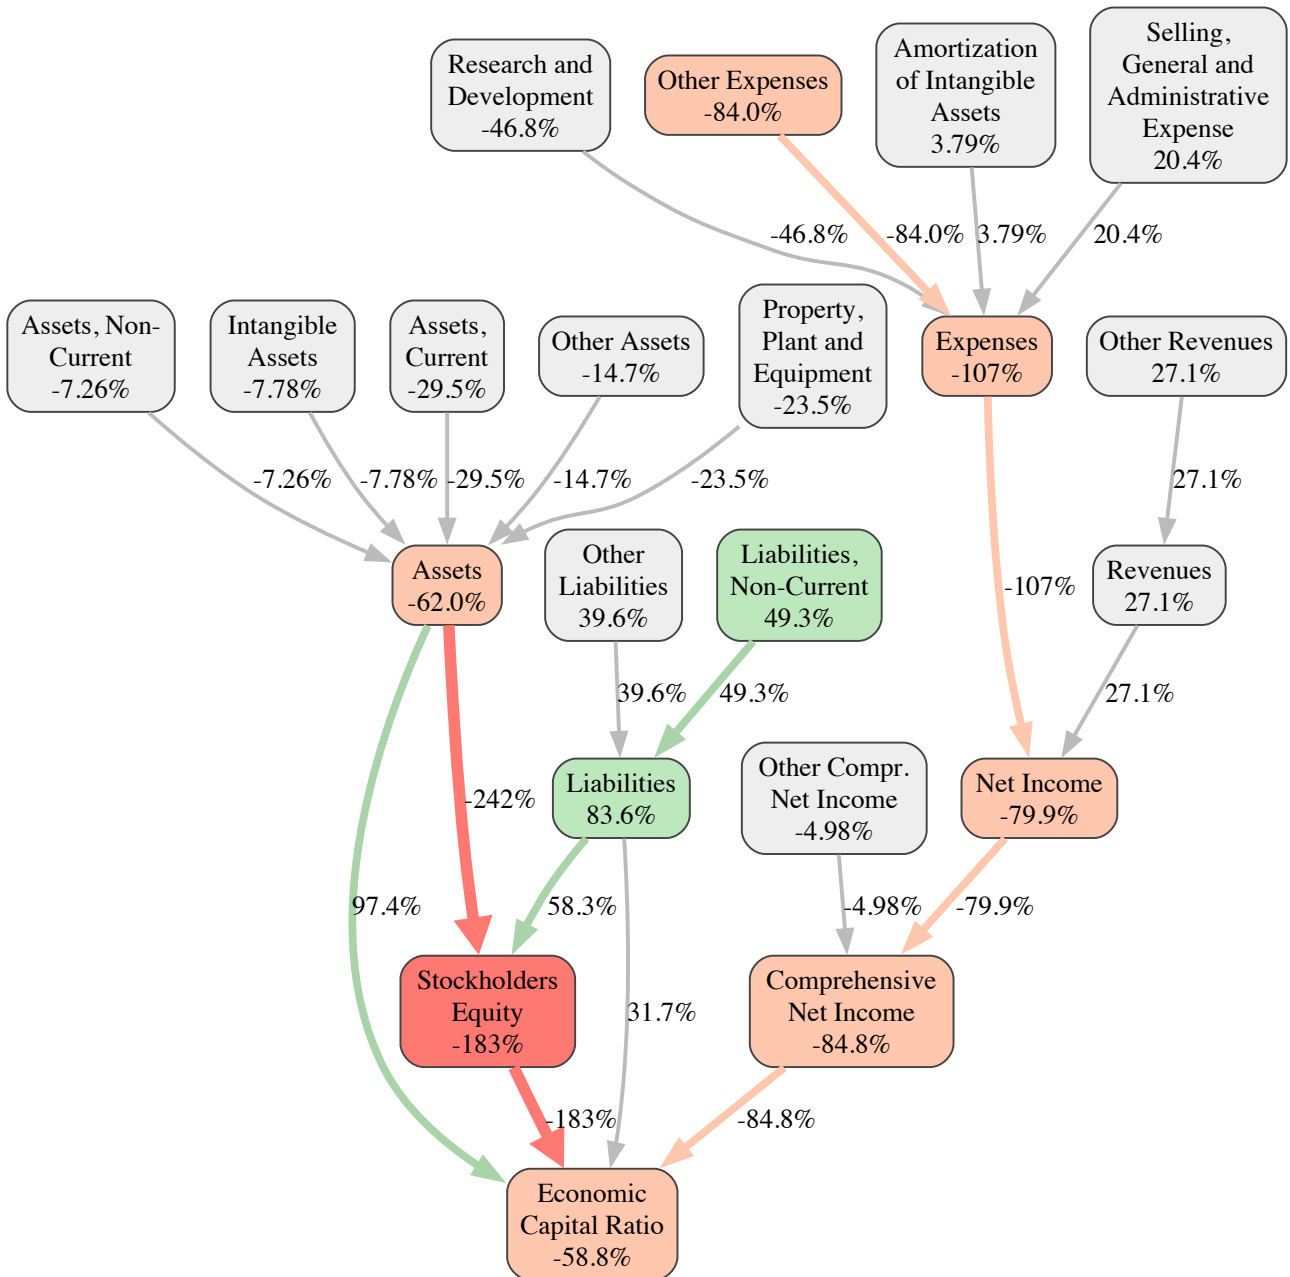 Research and
Development
-46.8%
Other Expenses
-84.0%
Amortization
of Intangible
Assets
3.79%
Selling,
General and
Administrative
Expense
20.4%
-46.8%
-84.0%
3.79%
20.4%
Assets, Non-
Current
-7.26%
Intangible
Assets
-7.78%
Assets,
Current
-29.5%
Other Assets
-14.7%
Property,
Plant and
Equipment
-23.5%
Expenses
-107%
Other Revenues
27.1%
-7.26%
-7.78%
-29.5%
-14.7%
-23.5%
27.1%
Assets
-62.0%
Other
Liabilities
39.6%
Liabilities,
Non-Current
49.3%
-107%
Revenues
27.1%
39.6%
49.3%
27.1%
-242%
Liabilities
83.6%
Other Compr.
Net Income
-4.98%
Net Income
-79.9%
97.4%
58.3%
-4.98%
-79.9%
Stockholders
Equity
-183%
31.7%
Comprehensive
Net Income
-84.8%
-183%
-84.8%
Economic
Capital Ratio
-58.8%